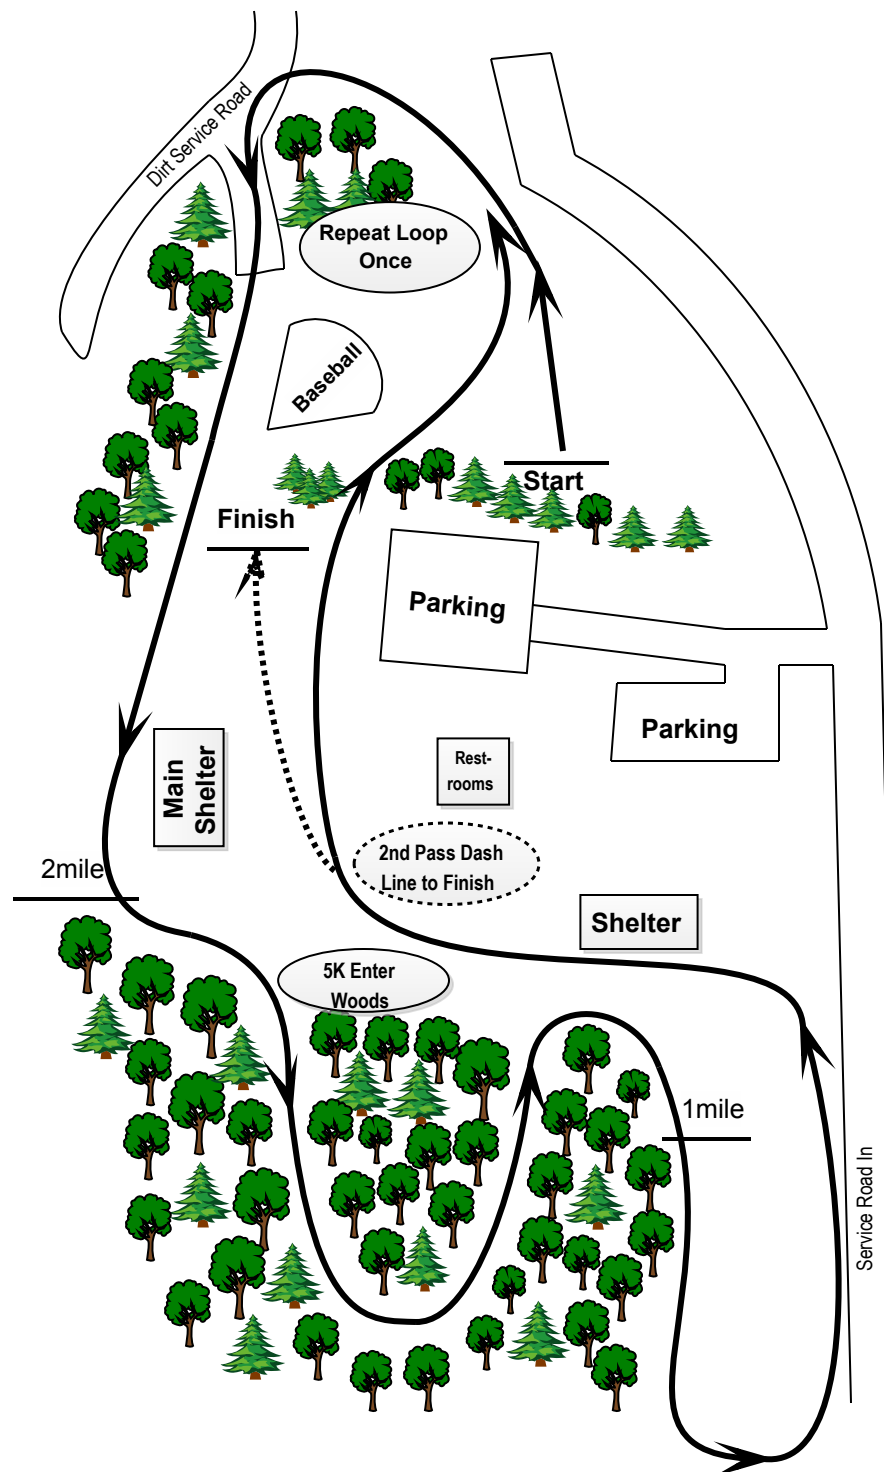 Dirt Service Road
Repeat Loop
Once
Baseball
Start
Finish
Parking
Parking
Rest-
rooms
Main
Shelter
2nd Pass Dash
Line to Finish
2mile
Shelter
5K Enter
Woods
1mile
Service Road In